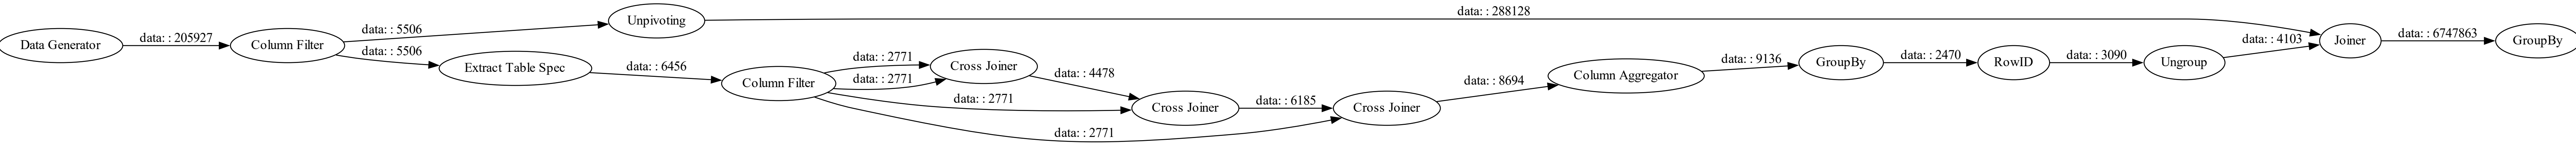 Data Generator
data: : 205927
Column Filter
data: : 5506
data: : 5506
Unpivoting
Extract Table Spec
data: : 288128
data: : 6456
Column Filter
data: : 2771
data: : 2771
data: : 2771
data: : 2771
Cross Joiner
data: : 4478
Cross Joiner
data: : 6185
Cross Joiner
data: : 8694
Column Aggregator
data: : 9136
GroupBy
data: : 2470
RowID
data: : 3090
Ungroup
data: : 4103
Joiner
data: : 6747863
GroupBy